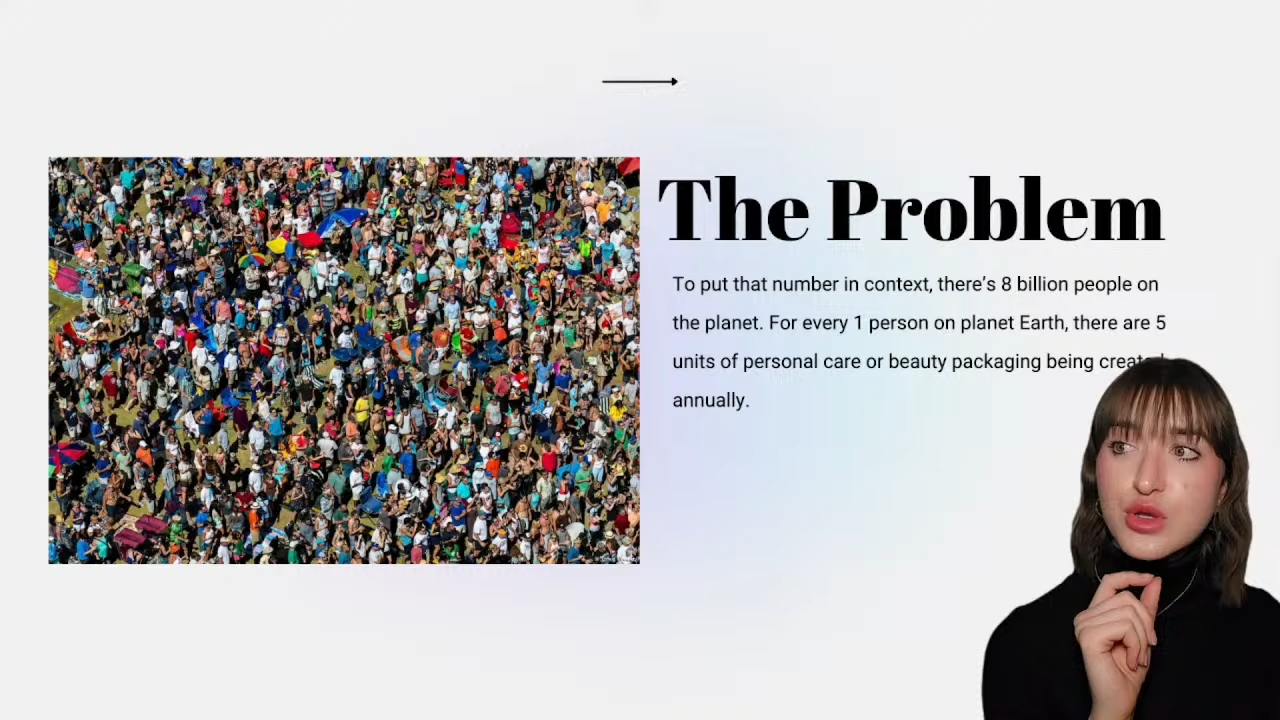 The Problem
To put that number in context, there's 8 billion people on
the planet. For every 1 person on planet Earth, there are 5
units of personal care or beauty packaging being created
annually.